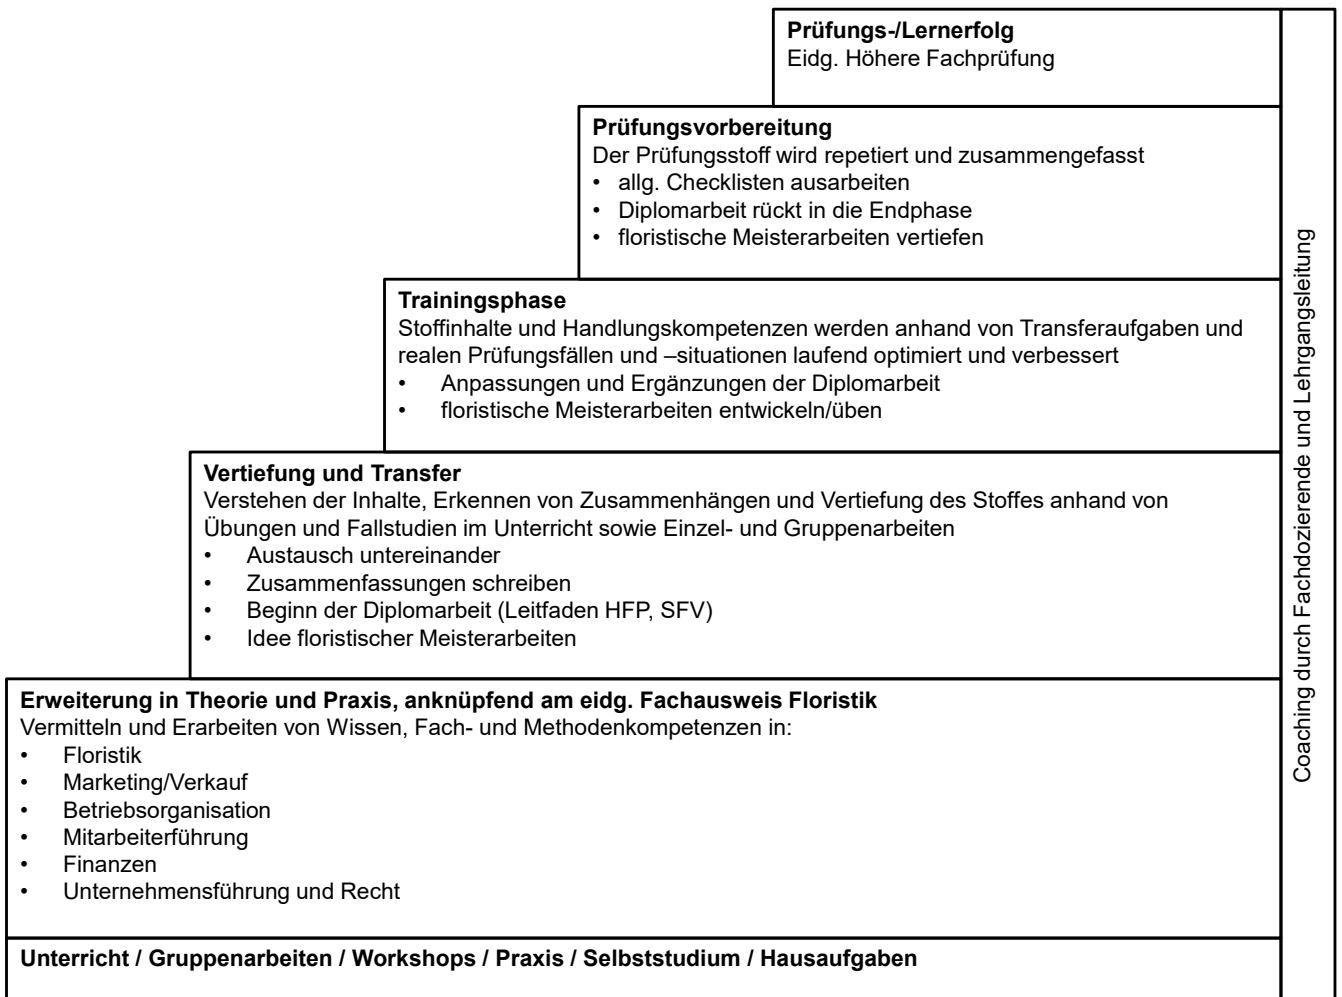 Prüfungs-/Lernerfolg
Eidg. Höhere Fachprüfung
Prüfungsvorbereitung
Der Prüfungsstoff wird repetiert und zusammengefasst
• allg. Checklisten ausarbeiten
• Diplomarbeit rückt in die Endphase
• floristische Meisterarbeiten vertiefen
Trainingsphase
Stoffinhalte und Handlungskompetenzen werden anhand von Transferaufgaben und
realen Prüfungsfällen und –situationen laufend optimiert und verbessert
• Anpassungen und Ergänzungen der Diplomarbeit
• floristische Meisterarbeiten entwickeln/üben
Vertiefung und Transfer
Verstehen der Inhalte, Erkennen von Zusammenhängen und Vertiefung des Stoffes anhand von
Übungen und Fallstudien im Unterricht sowie Einzel- und Gruppenarbeiten
• Austausch untereinander
• Zusammenfassungen schreiben
• Beginn der Diplomarbeit (Leitfaden HFP, SFV)
• Idee floristischer Meisterarbeiten
Erweiterung in Theorie und Praxis, anknüpfend am eidg. Fachausweis Floristik
Vermitteln und Erarbeiten von Wissen, Fach- und Methodenkompetenzen in:
• Floristik
• Marketing/Verkauf
• Betriebsorganisation
• Mitarbeiterführung
• Finanzen
• Unternehmensführung und Recht
Unterricht / Gruppenarbeiten / Workshops / Praxis / Selbststudium / Hausaufgaben
Coaching durch Fachdozierende und Lehrgangsleitung